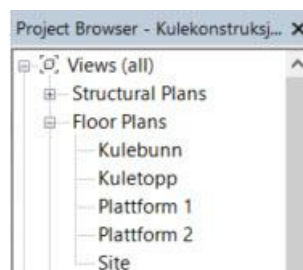 Project Browser - Kulekonstruksj...
Views (all)
Structural Plans
Floor Plans
Kulebunn
Kuletopp
Plattform 1
Plattform 2
Site